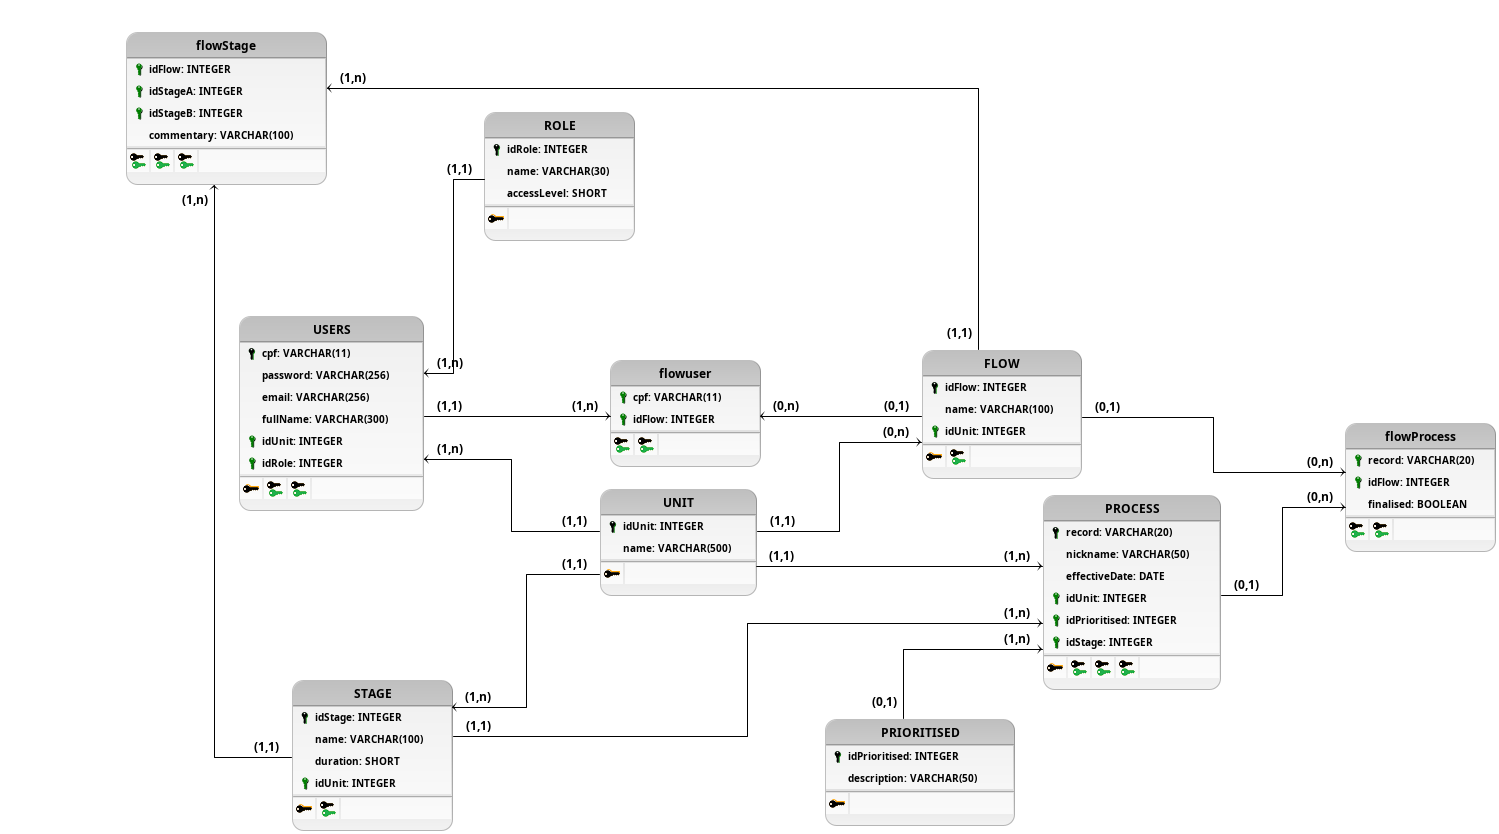 flowStage
idFlow: INTEGER
idStageA: INTEGER
idStageB: INTEGER
commentary: VARCHAR(100)
(1,n)
(1,n)
ROLE
idRole: INTEGER
name: VARCHAR(30)
accessLevel: SHORT
(1,1)
USERS
cpf: VARCHAR(11)
password: VARCHAR(256)
email: VARCHAR(256)
fullName: VARCHAR(300)
idUnit: INTEGER
idRole: INTEGER
(1,n)
(1,1)
(1,n)
(1,n)
flowuser
cpf: VARCHAR(11)
idFlow: INTEGER
(0,n)
(0,1)
(0,n)
(1,1)
FLOW
idFlow: INTEGER
name: VARCHAR(100)
idUnit: INTEGER
(0,1)
(0,n)
(0,n)
flowProcess
record: VARCHAR(20)
idFlow: INTEGER
finalised: BOOLEAN
UNIT
idUnit: INTEGER
name: VARCHAR(500)
(1,1)
(1,1)
(1,1)
(1,1)
(1,n)
PROCESS
record: VARCHAR(20)
nickname: VARCHAR(50)
effectiveDate: DATE
idUnit: INTEGER
idPrioritised: INTEGER
idStage: INTEGER
(0,1)
(1,n)
(1,n)
STAGE
idStage: INTEGER
name: VARCHAR(100)
duration: SHORT
idUnit: INTEGER
(1,n)
(1,1)
(1,1)
(0,1)
PRIORITISED
idPrioritised: INTEGER
description: VARCHAR(50)